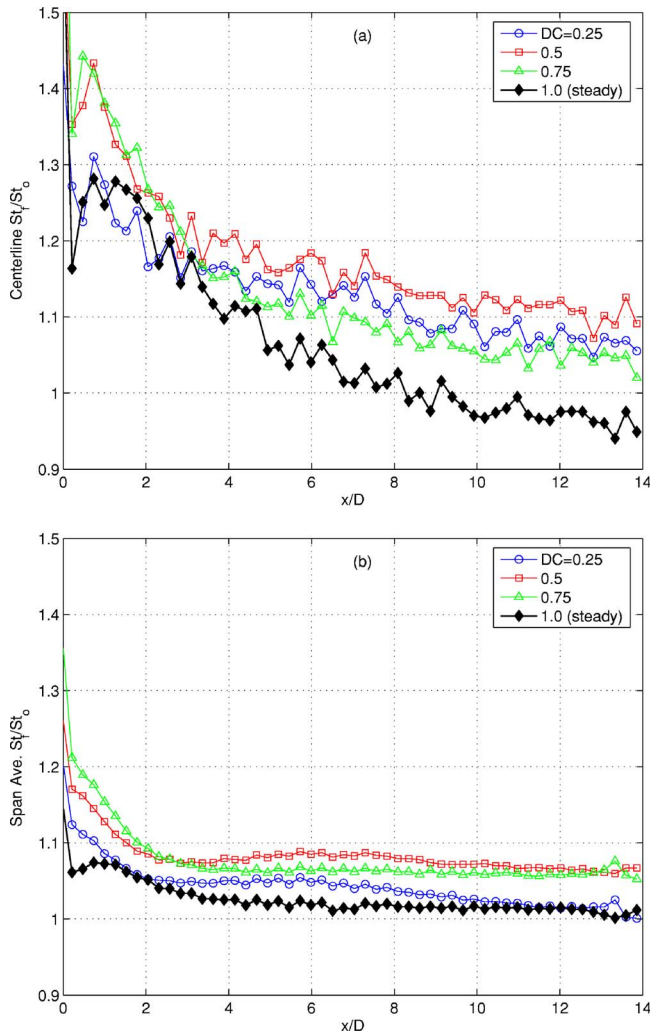 1.5
(a)
DC=0.25
0.5
0.75
1.0 (steady)
1.4
1.3
Centerline St_f/St_o
1.2
1.1
1
0.9
0 2 4 6 8 10 12 14
x/D
1.5
(b)
DC=0.25
0.5
0.75
1.0 (steady)
1.4
1.3
Span Ave. St_f/St_o
1.2
1.1
1
0.9
0 2 4 6 8 10 12 14
x/D